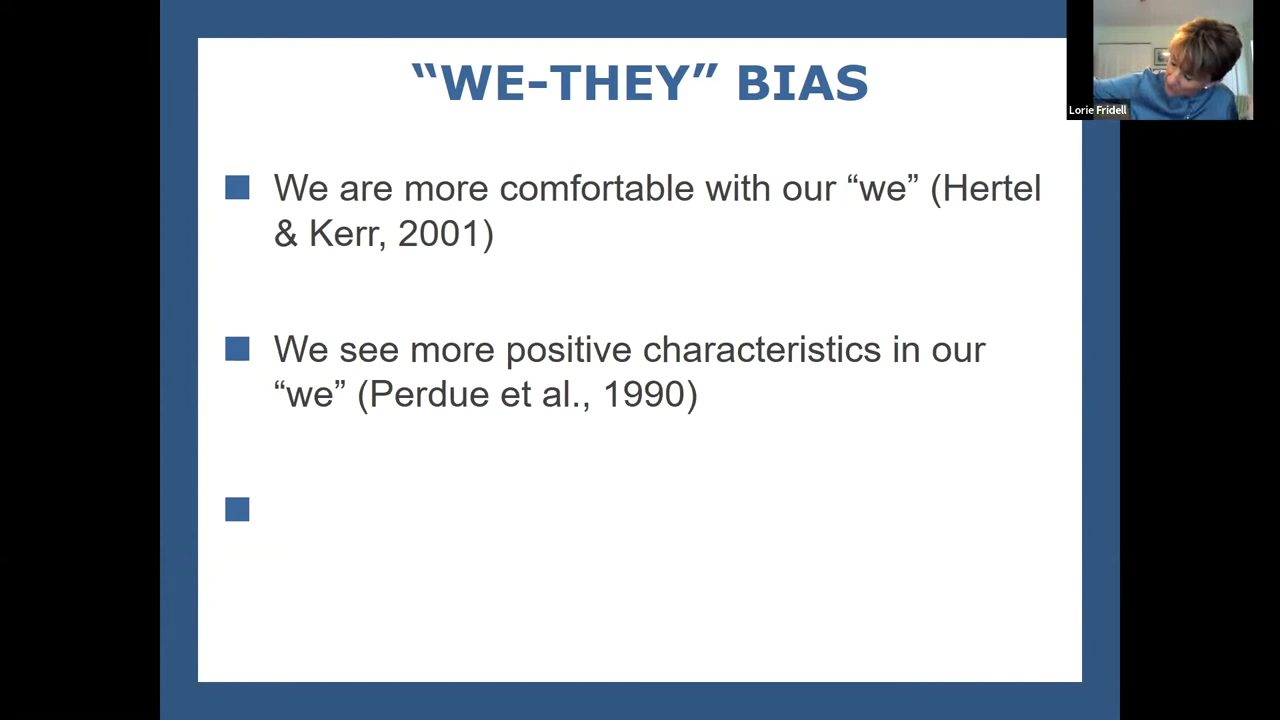 “WE-THEY” BIAS
Lorie Fridell
We are more comfortable with our “we” (Hertel
& Kerr, 2001)
We see more positive characteristics in our
“we” (Perdue et al., 1990)